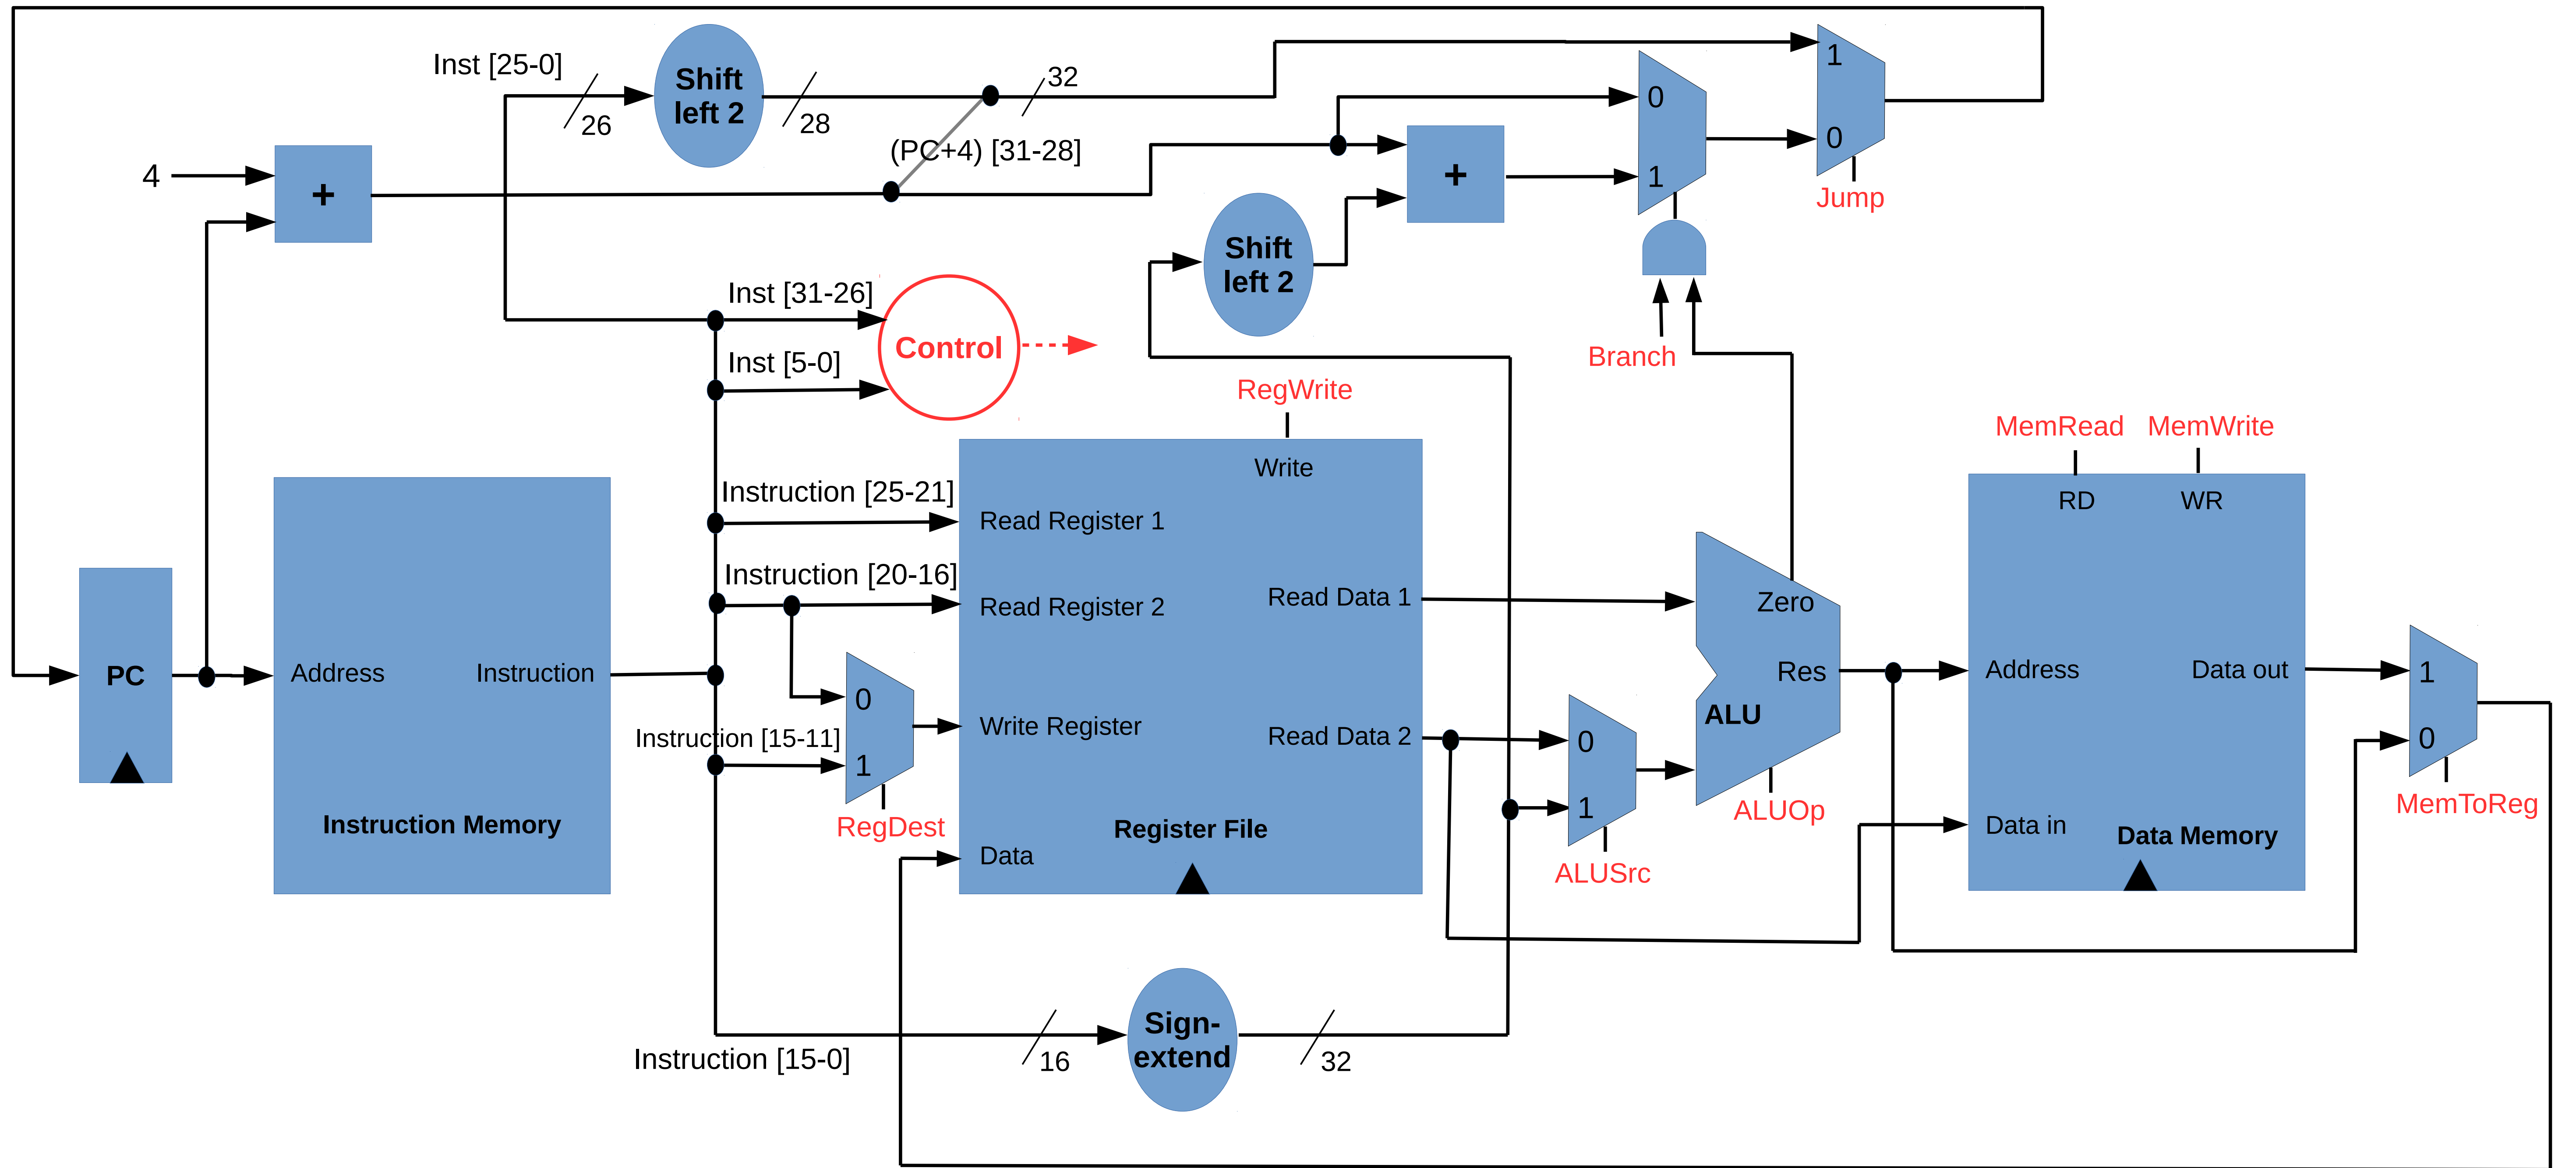 Inst [25-0]
26
Shift
left 2
28
32
(PC+4) [31-28]
4
+
+
0
1
1
0
Jump
Shift
left 2
Inst [31-26]
Control
Inst [5-0]
Branch
RegWrite
MemRead
MemWrite
Write
RD
WR
Instruction [25-21]
Read Register 1
Instruction [20-16]
Read Register 2
Read Data 1
Zero
PC
Address
Instruction
0
Res
Address
Data out
1
Instruction [15-11]
1
Write Register
Read Data 2
0
ALU
0
RegDest
1
ALUOp
MemToReg
Instruction Memory
Register File
Data in
Data Memory
Data
ALUSrc
Sign-
extend
Instruction [15-0]
16
32